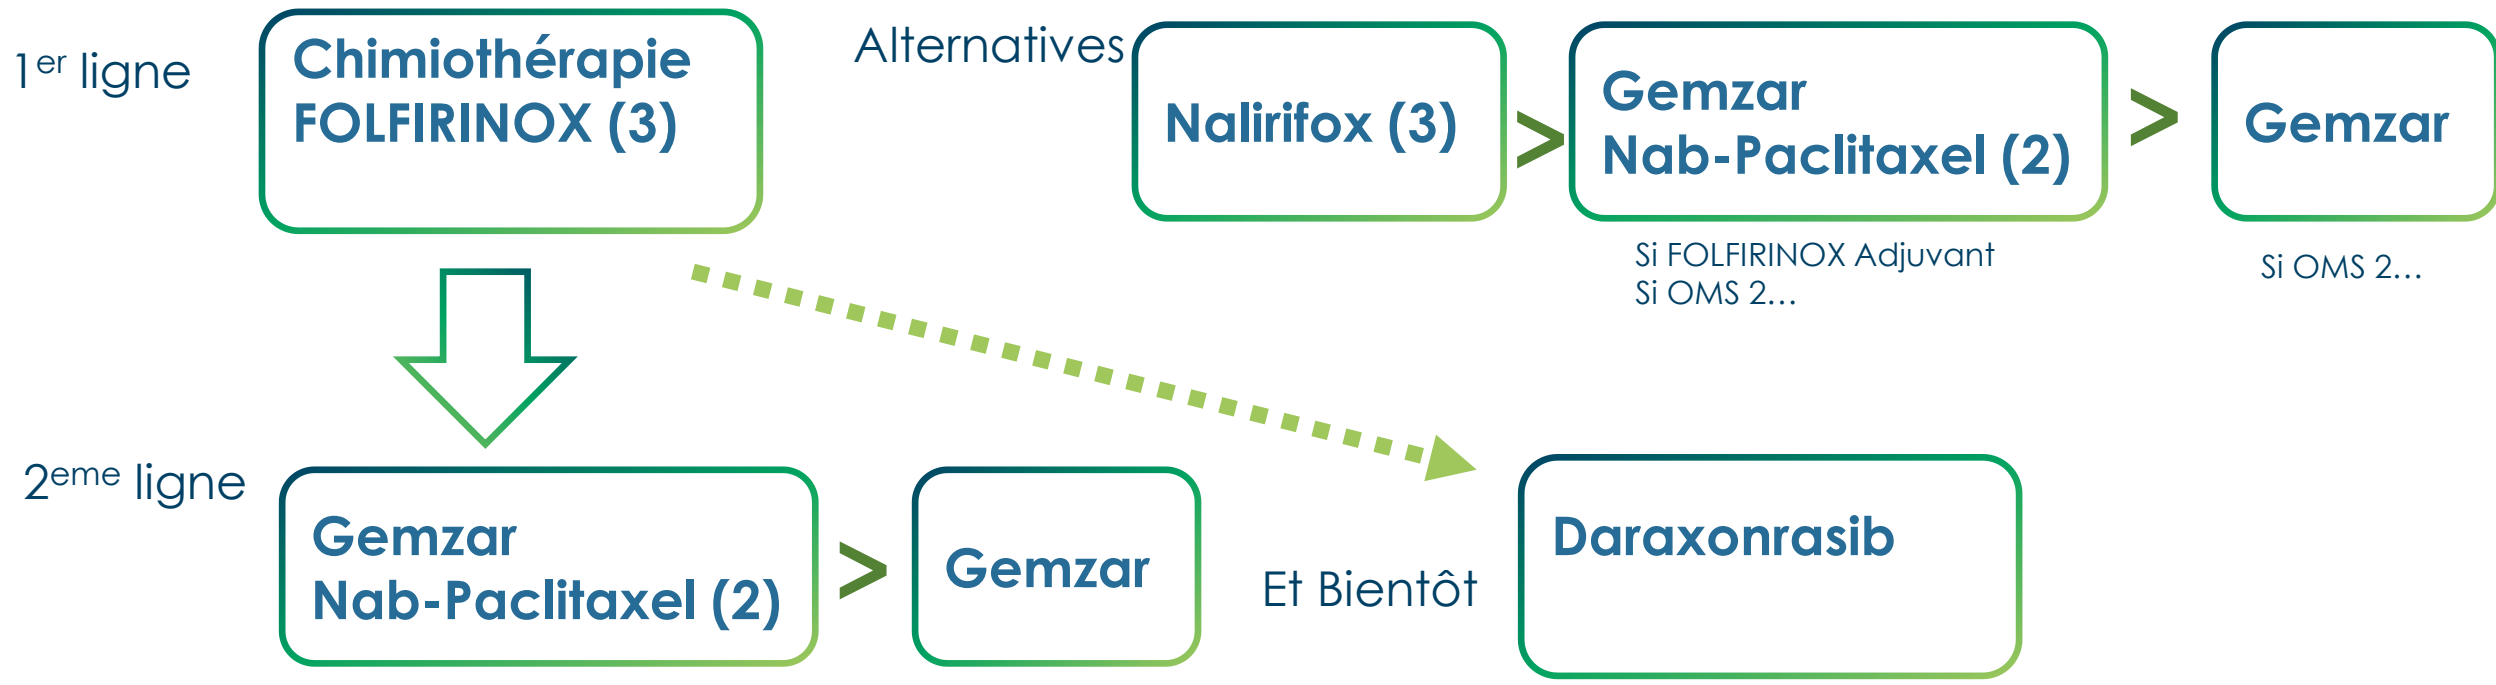 1er ligne
Chimiothérapie
FOLFIRINOX (3)
Alternatives
Nalirifox (3)
>
Gemzar
Nab-Paclitaxel (2)
>
Gemzar
Si FOLFIRINOX Adjuvant
Si OMS 2...
Si OMS 2...
2eme ligne
Gemzar
Nab-Paclitaxel (2)
>
Gemzar
Et Bientôt
Daraxonrasib